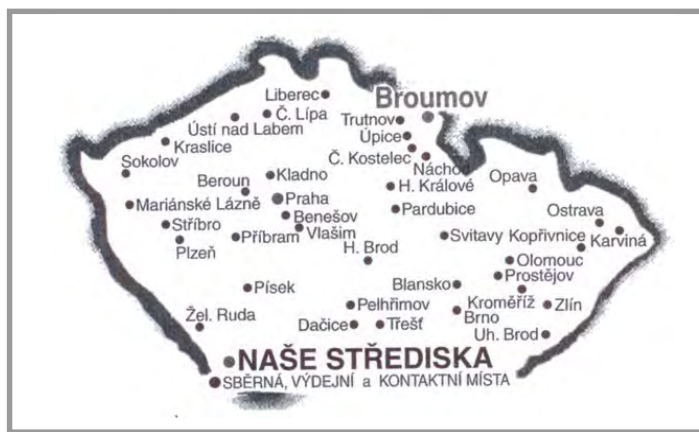 Liberec
Broumov
Č. Lípa
Trutnov
Ústí nad Labem
Úpice
Kraslice
Č. Kostelec
Sokolov
Náchod
Kladno
Beroun
H. Králové
Opava
Praha
Mariánské Lázně
Pardubice
Benešov
Ostrava
Stříbro
Vlašim
Příbram
Svitavy
Kopřivnice
Karviná
Plzeň
H. Brod
Olomouc
Prostějov
Blansko
Písek
Pelhřimov
Kroměříž
Zlín
Žel. Ruda
Brno
Dačice
Třešť
Uh. Brod
NAŠE STŘEDISKA
SBĚRNÁ, VÝDEJNÍ a KONTAKTNÍ MÍSTA